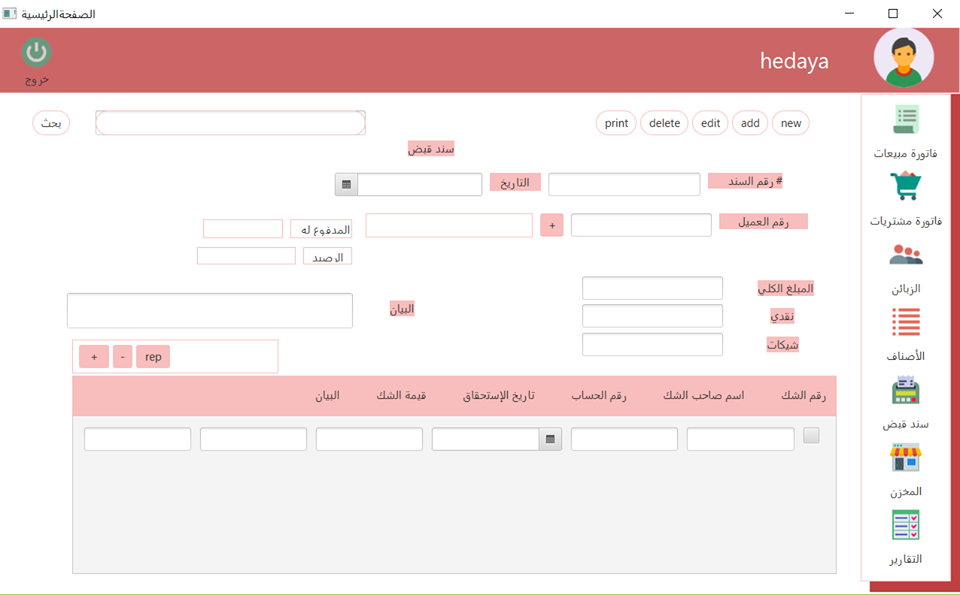 الصفحةالرئيسية
hedaya
خروج
new
add
edit
delete
print
بحث
سند قبض
# رقم السند
التاريخ
رقم العميل
+
المدفوع له
الرصيد
المبلغ الكلي
نقدي
شيكات
البيان
+
-
rep
رقم الشك اسم صاحب الشك رقم الحساب تاريخ الإستحقاق قيمة الشك البيان
فاتورة مبيعات
فاتورة مشتريات
الزبائن
الأصناف
سند قبض
المخزن
التقارير